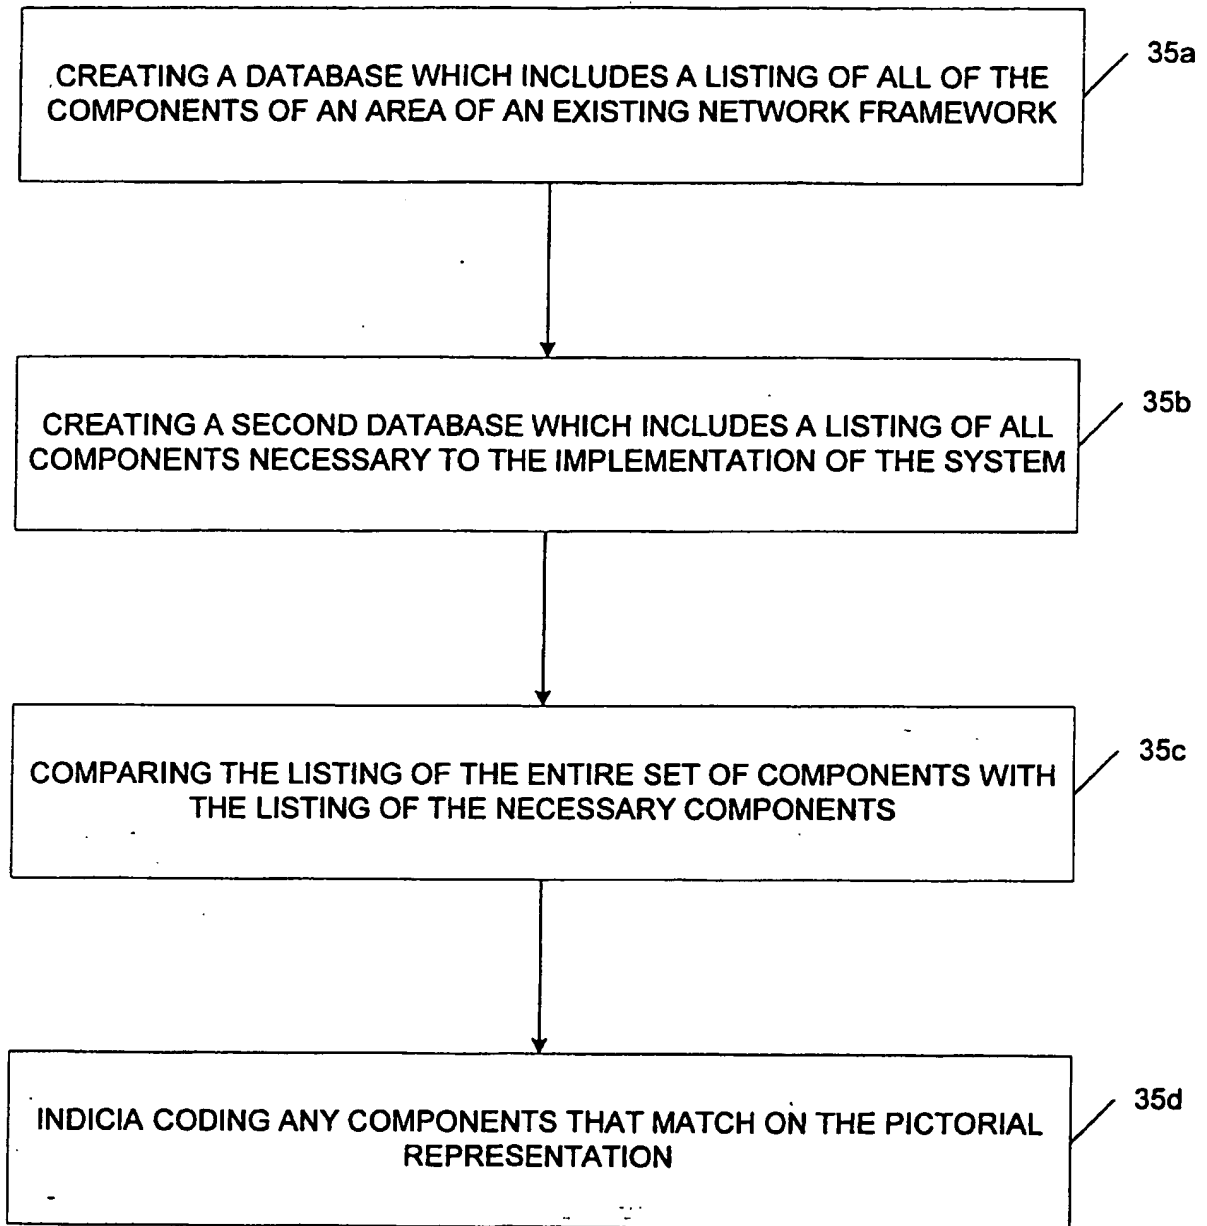 CREATING A DATABASE WHICH INCLUDES A LISTING OF ALL OF THE
COMPONENTS OF AN AREA OF AN EXISTING NETWORK FRAMEWORK
35a
CREATING A SECOND DATABASE WHICH INCLUDES A LISTING OF ALL
COMPONENTS NECESSARY TO THE IMPLEMENTATION OF THE SYSTEM
35b
COMPARING THE LISTING OF THE ENTIRE SET OF COMPONENTS WITH
THE LISTING OF THE NECESSARY COMPONENTS
35c
INDICIA CODING ANY COMPONENTS THAT MATCH ON THE PICTORIAL
REPRESENTATION
35d